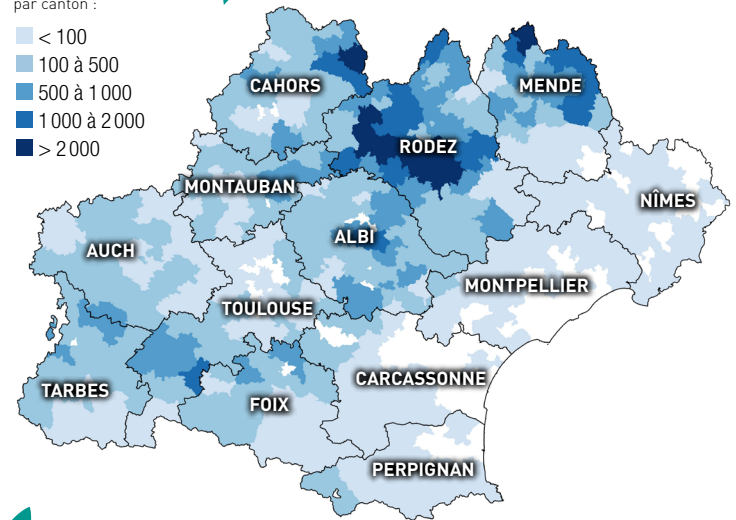 par canton :
< 100
100 à 500
500 à 1 000
1 000 à 2 000
> 2 000
CAHORS
MENDE
RODEZ
MONTAUBAN
NÎMES
ALBI
AUCH
MONTPELLIER
TOULOUSE
CARCASSONNE
TARBES
FOIX
PERPIGNAN